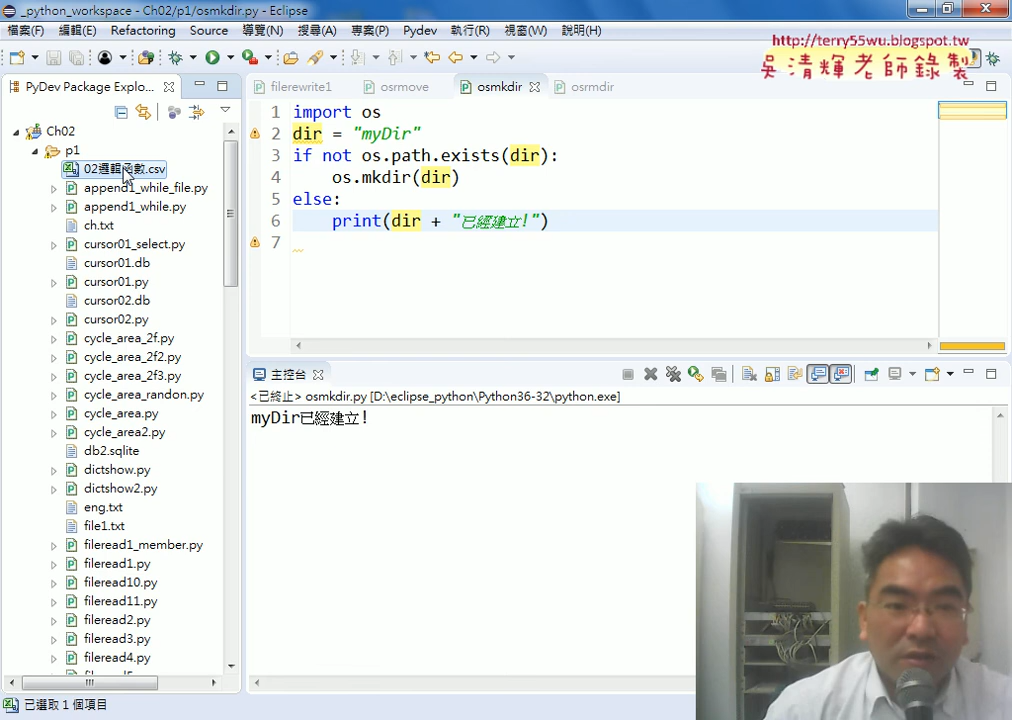 _python_workspace - Ch02/p1/osmkdir.py - Eclipse
檔案(F) 編輯(E) Refactoring Source 導覽(N) 搜尋(A) 專案(P) Pydev 執行(R) 視窗(W) 說明(H)
http://terry55wu.blogspot.tw
吳清輝老師錄製
PyDev Package Explo...
filerewrite1 osmove osmkdir osrmdir
Ch02
p1
02邏輯函數.csv
append1_while_file.py
append1_while.py
ch.txt
cursor01_select.py
cursor01.db
cursor01.py
cursor02.db
cursor02.py
cycle_area_2f.py
cycle_area_2f2.py
cycle_area_2f3.py
cycle_area_randon.py
cycle_area.py
cycle_area2.py
db2.sqlite
dictshow.py
dictshow2.py
eng.txt
file1.txt
fileread1_member.py
fileread1.py
fileread10.py
fileread11.py
fileread2.py
fileread3.py
fileread4.py
1 import os
2 dir = "myDir"
3 if not os.path.exists(dir):
4 os.mkdir(dir)
5 else:
6 print(dir + "已經建立!")
7
主控台
<已終止> osmkdir.py [D:\eclipse_python\Python36-32\python.exe]
myDir已經建立!
已選取 1 個項目